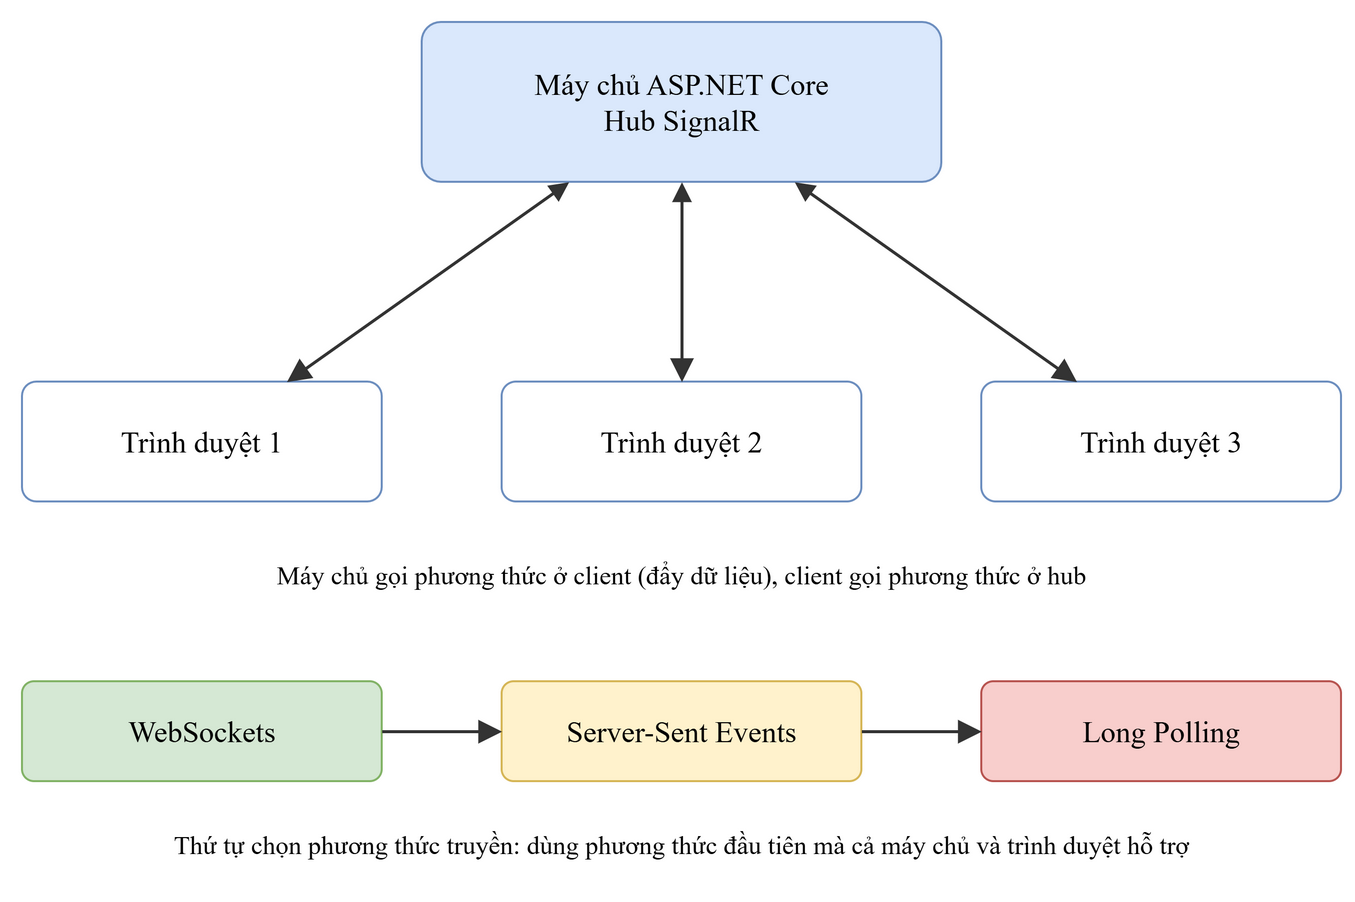 Máy chủ ASP.NET Core
Hub SignalR
Trình duyệt 1
Trình duyệt 2
Trình duyệt 3
Máy chủ gọi phương thức ở client (đẩy dữ liệu), client gọi phương thức ở hub
WebSockets
Server-Sent Events
Long Polling
Thứ tự chọn phương thức truyền: dùng phương thức đầu tiên mà cả máy chủ và trình duyệt hỗ trợ